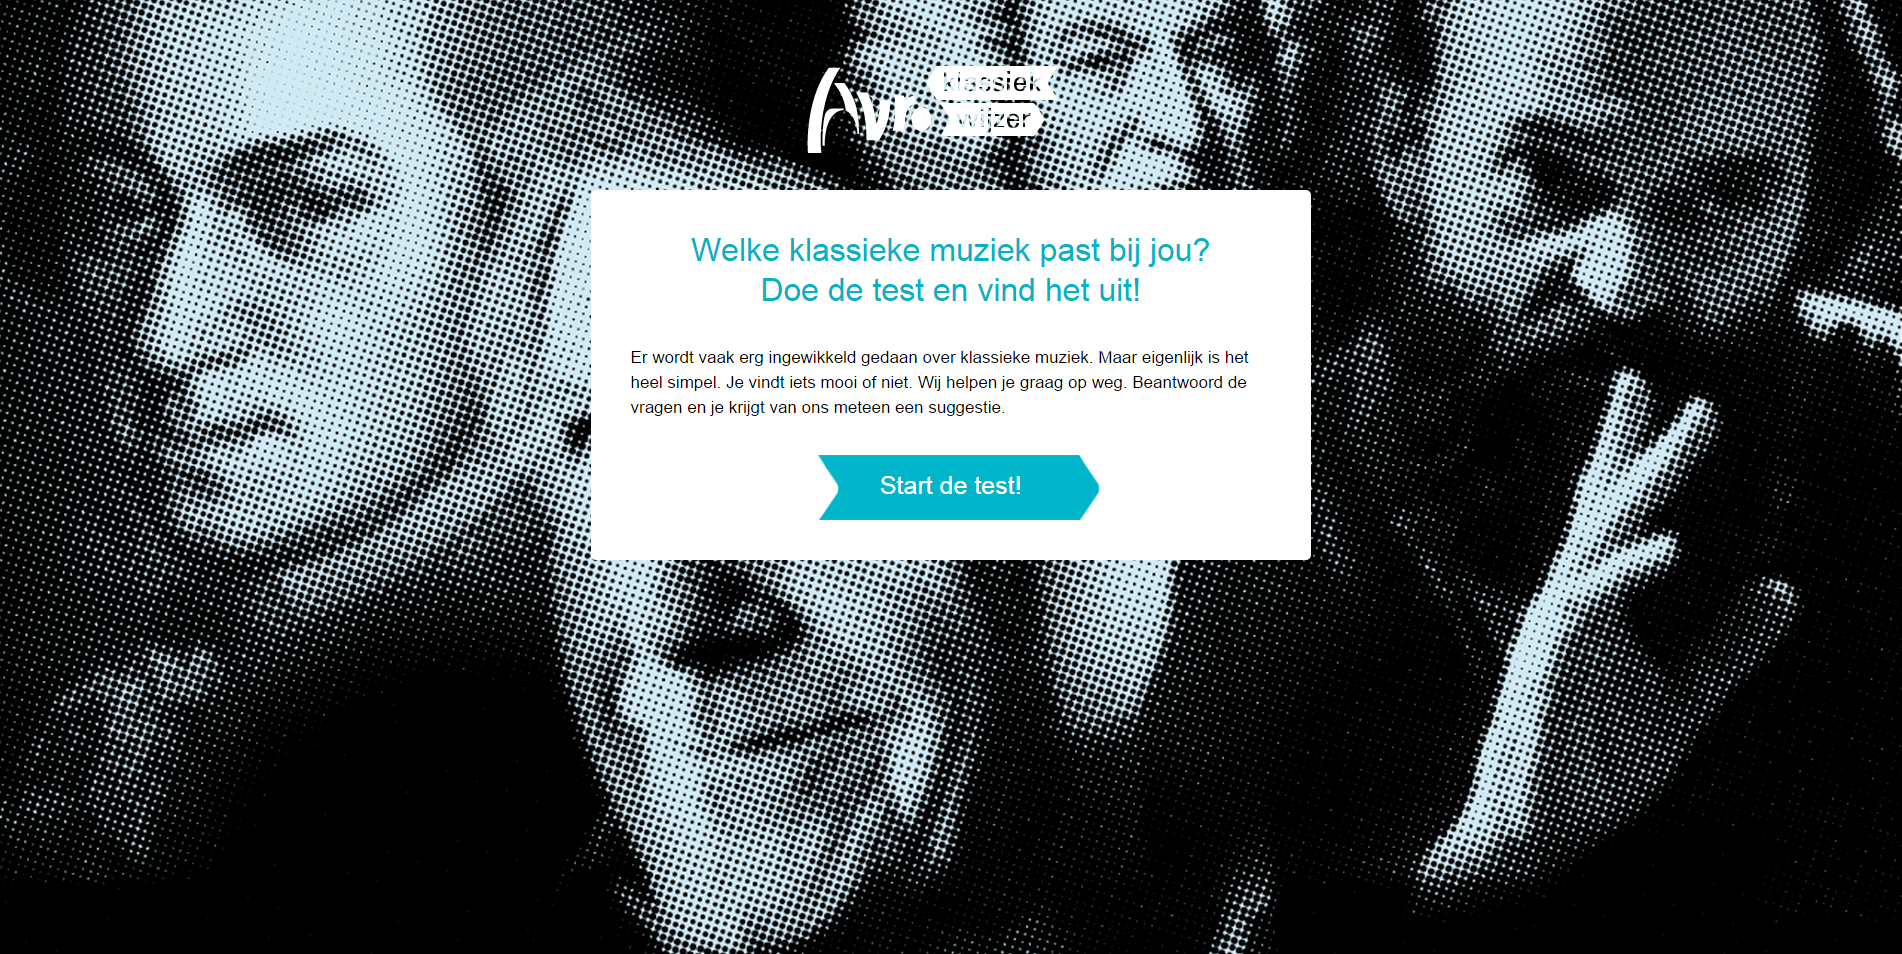 Avro
klassiek
wijzer
Welke klassieke muziek past bij jou?
Doe de test en vind het uit!
Er wordt vaak erg ingewikkeld gedaan over klassieke muziek. Maar eigenlijk is het
heel simpel. Je vindt iets mooi of niet. Wij helpen je graag op weg. Beantwoord de
vragen en je krijgt van ons meteen een suggestie.
Start de test!